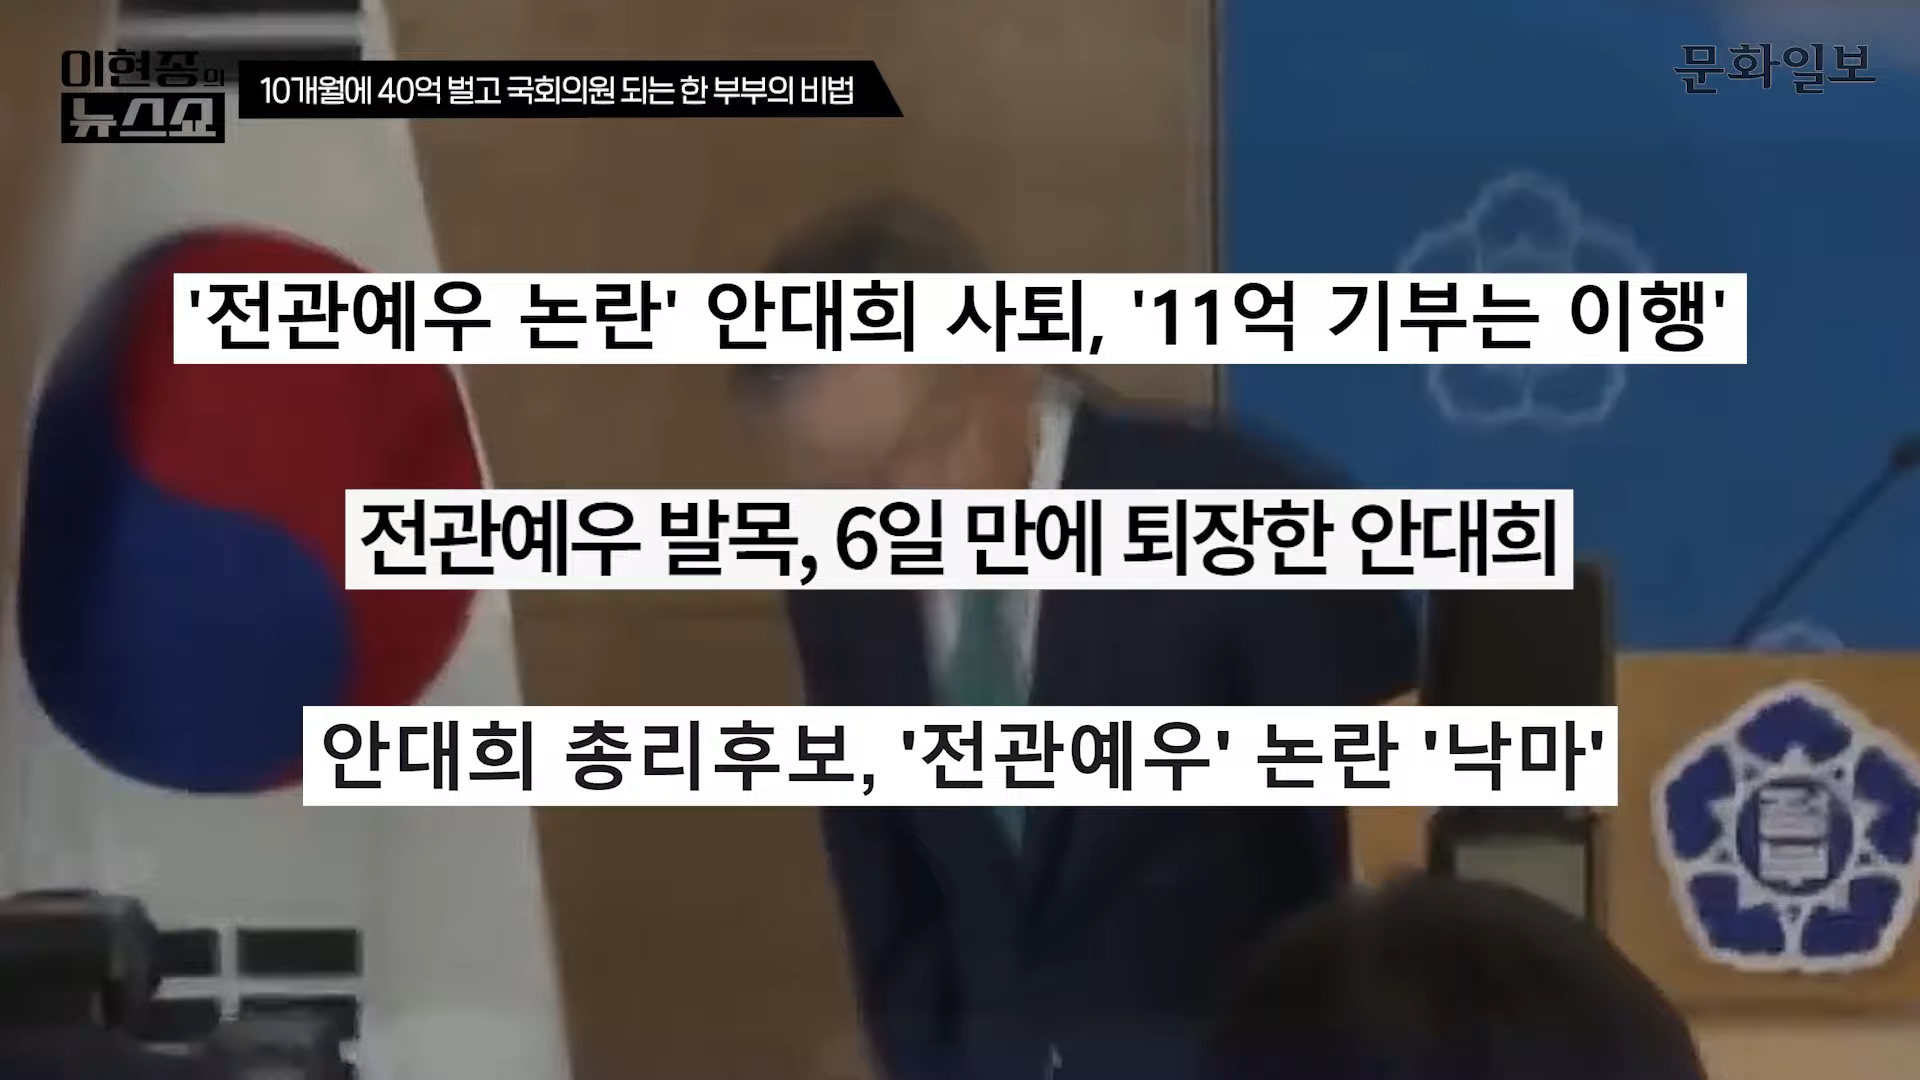 이현종의
뉴스쇼
10개월에 40억 벌고 국회의원 되는 한 부부의 비법
문화일보
'전관예우 논란' 안대희 사퇴, '11억 기부는 이행'
전관예우 발목, 6일 만에 퇴장한 안대희
안대희 총리후보, '전관예우' 논란 '낙마'